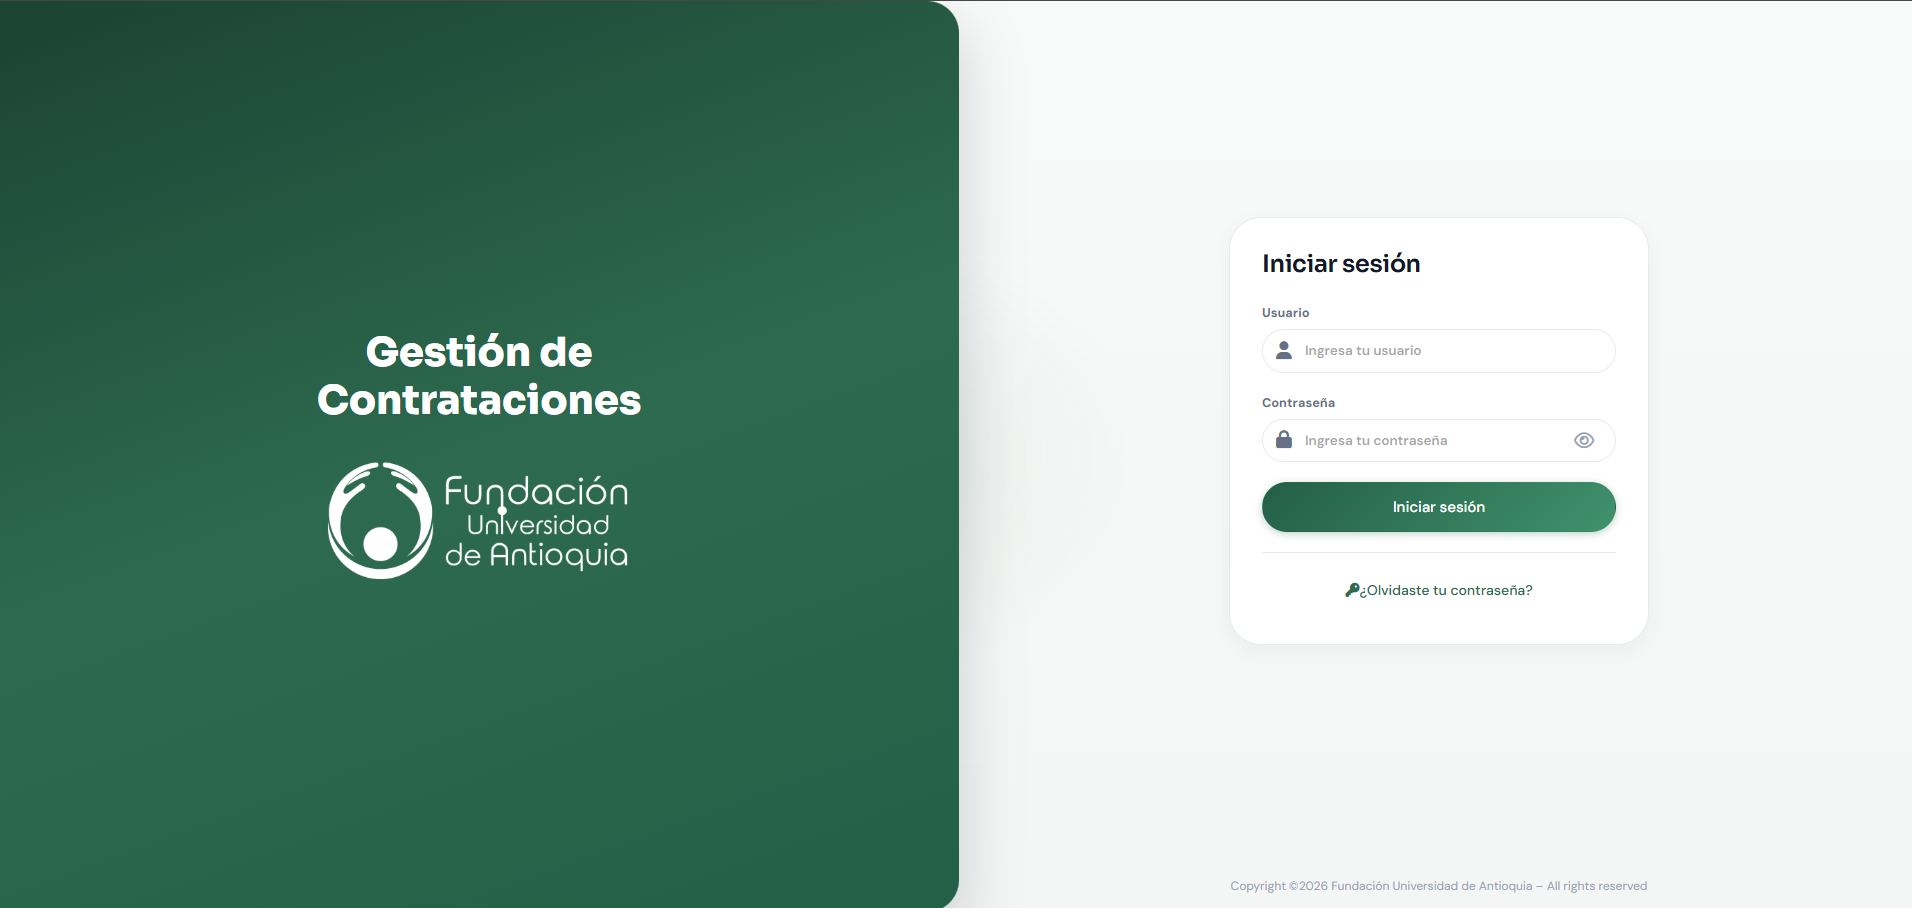 Gestión de
Contrataciones
Fundación
Universidad
de Antioquia
Iniciar sesión
Usuario
Ingresa tu usuario
Contraseña
Ingresa tu contraseña
Iniciar sesión
¿Olvidaste tu contraseña?
Copyright ©2026 Fundación Universidad de Antioquia – All rights reserved